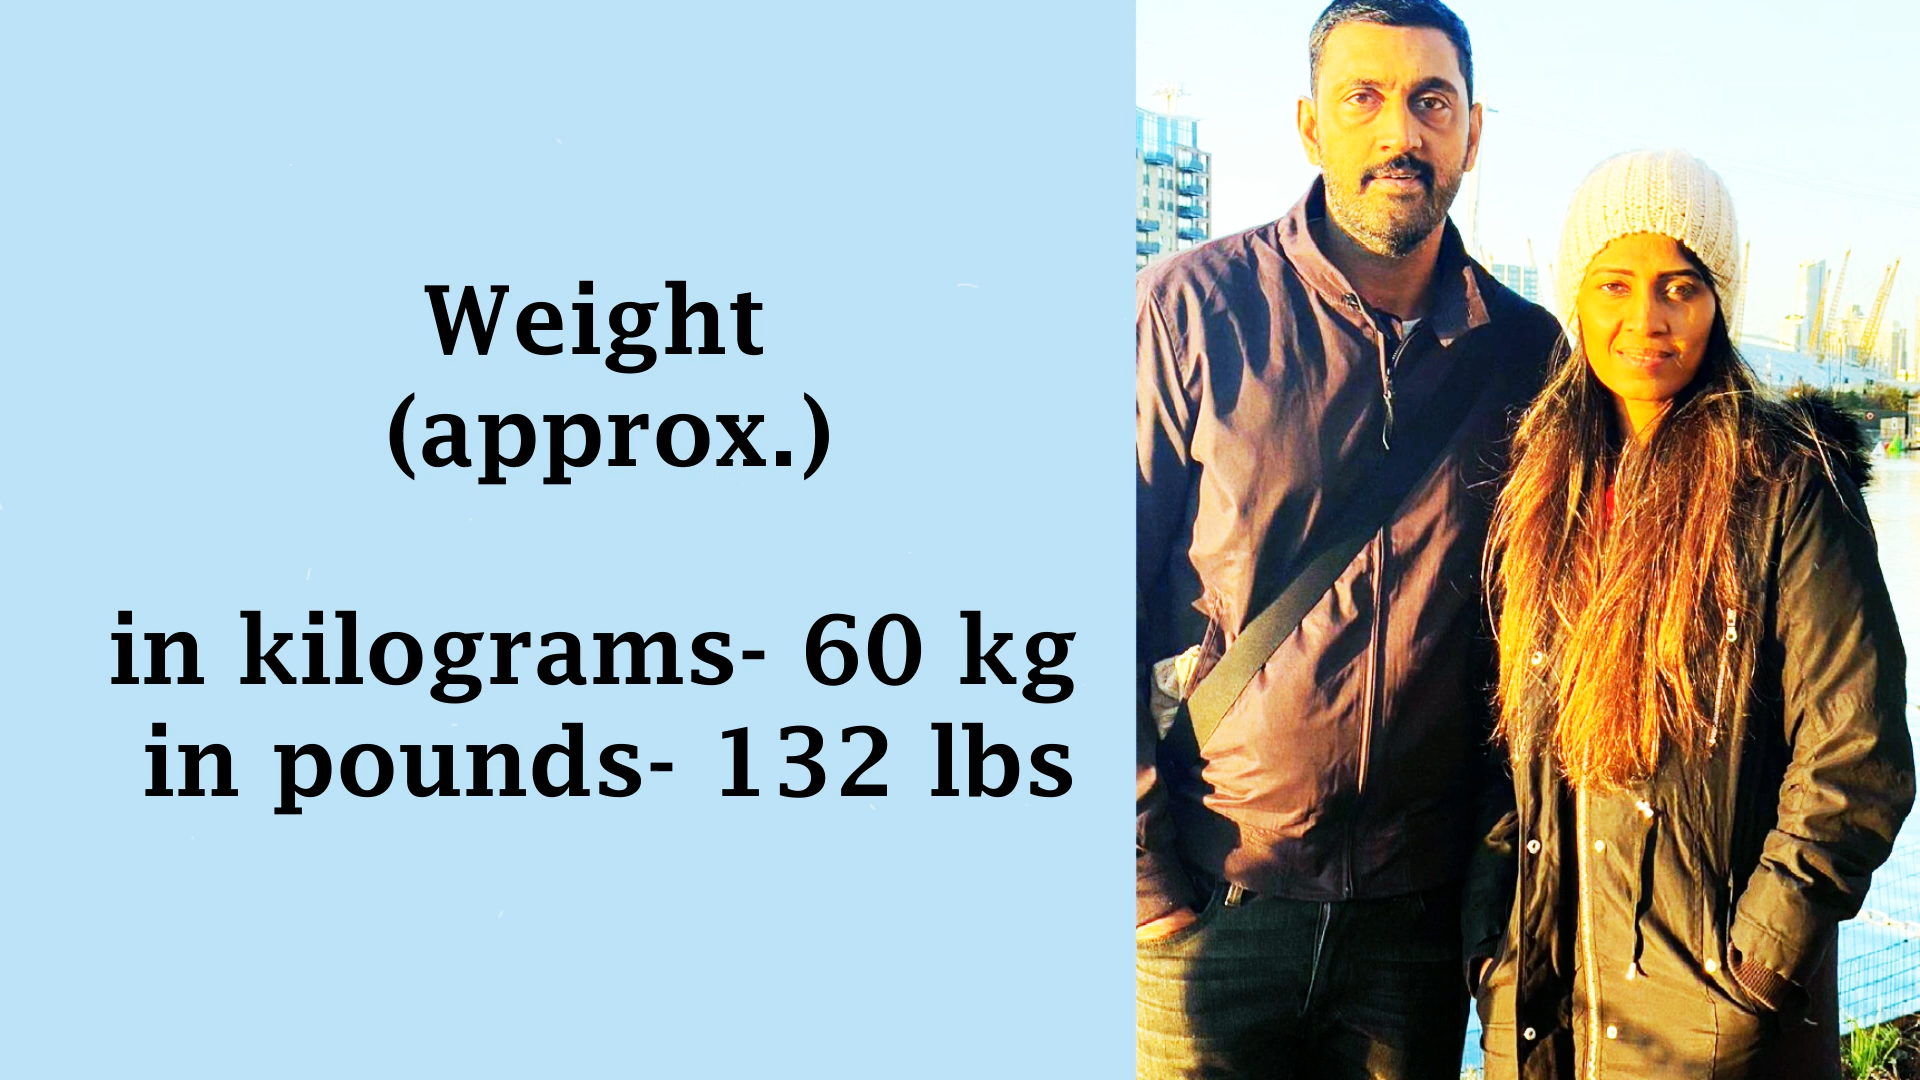 Weight
(approx.)
in kilograms- 60 kg
in pounds- 132 lbs